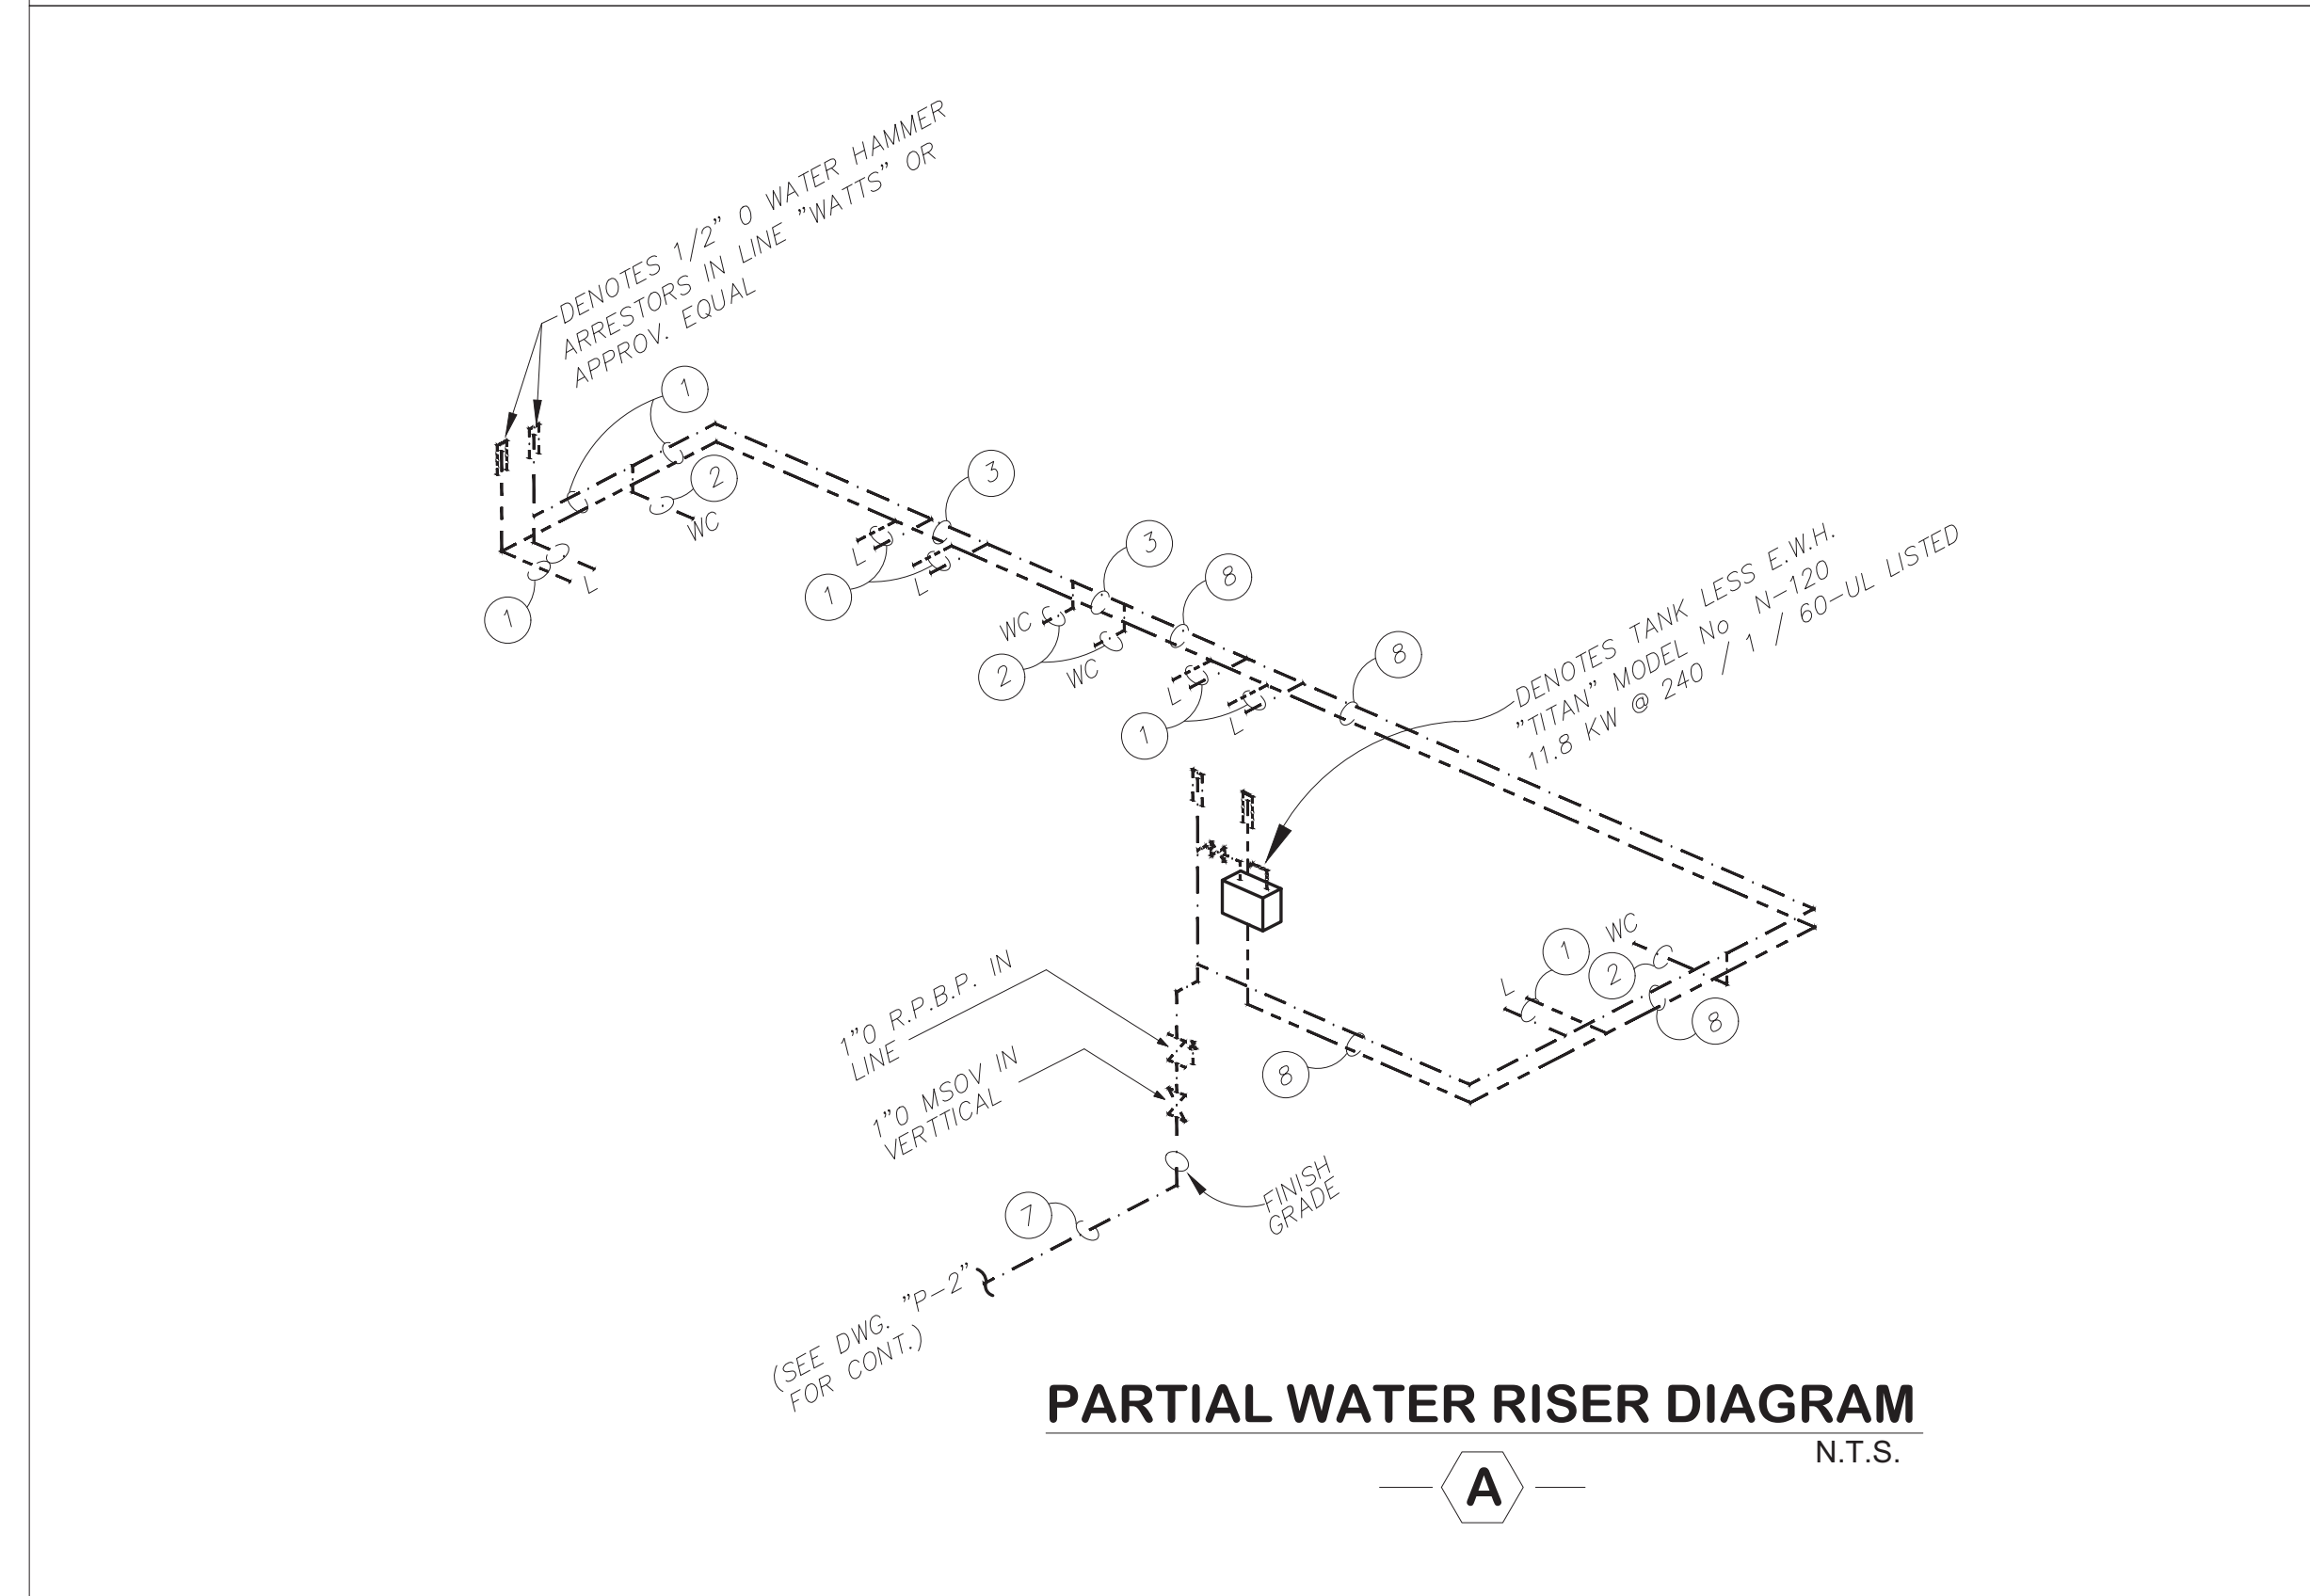 DENOTES 1/2" O WATER HAMMER
ARRESTORS IN LINE "WATTS" OR
APPROV. EQUAL
1
2
WC
3
L
1
L
L
1
3
8
WC
2
WC
8
L
1
L
DENOTES TANK LESS E.W.H.
"TITAN" MODEL No N-120
11.8 KW @ 240 / 1 / 60-UL LISTED
WC
1
2
L
8
8
1"O R.P.B.P. IN
LINE
1"O MSOV IN
VERTTICAL
FINISH
GRADE
7
(SEE DWG. "P-2"
FOR CONT.)
PARTIAL WATER RISER DIAGRAM
N.T.S.
A